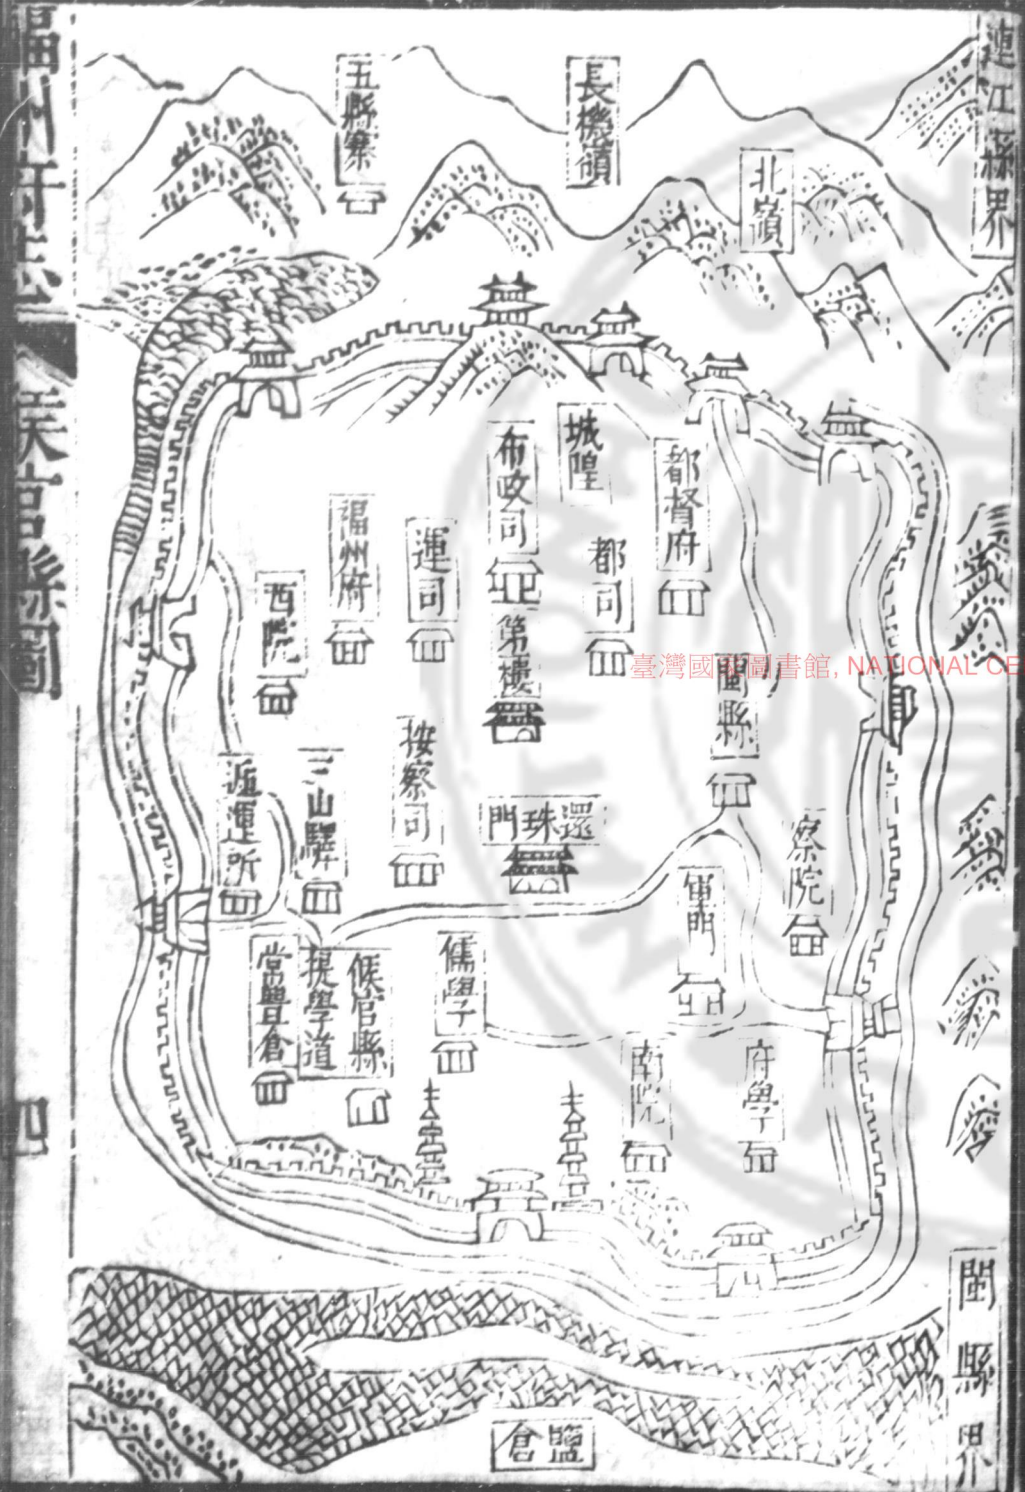 連江縣界
北嶺
長機嶺
五縣寨
都督府
城隍
布政司
都司
運司
福州府
西院
第一樓
閩縣
察院
還珠門
按察司
三山驛
遞運所
軍門
儒學
候官縣
提學道
常豐倉
府學
南院
閩縣界
鹽倉
福州府志
侯官縣圖
四
臺灣國家圖書館, NATIONAL CE